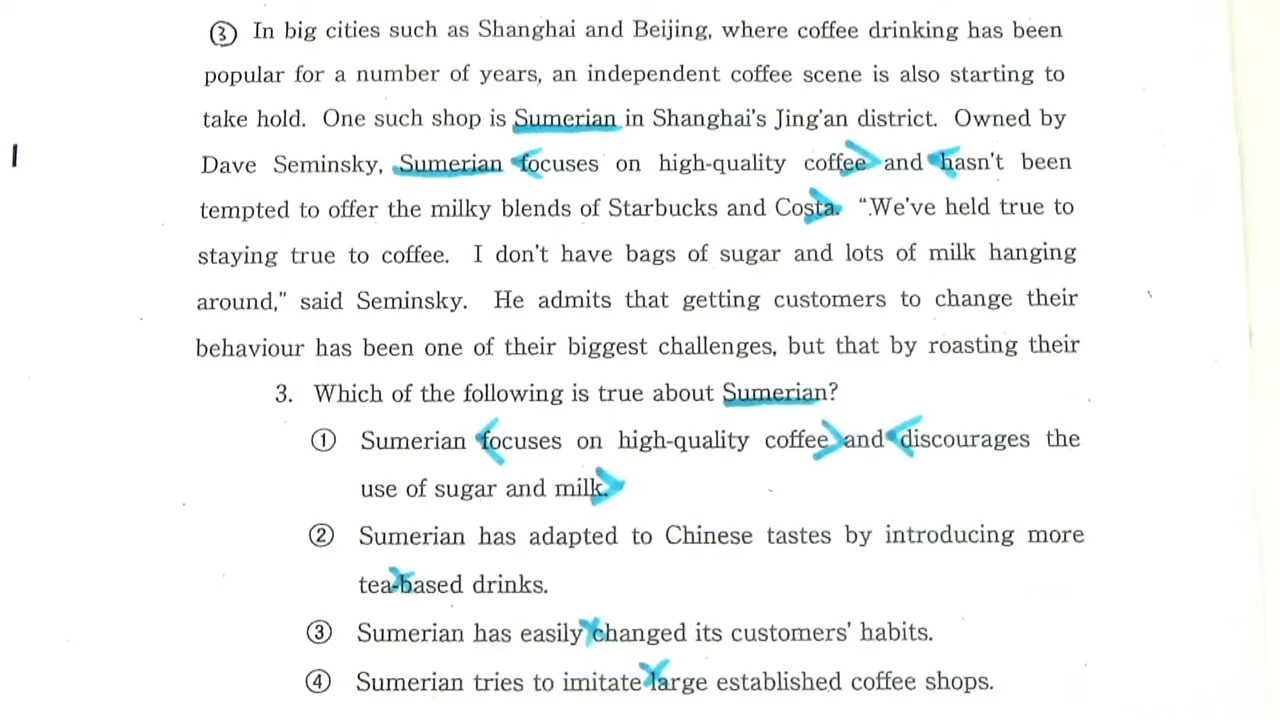 ③ In big cities such as Shanghai and Beijing, where coffee drinking has been
popular for a number of years, an independent coffee scene is also starting to
take hold. One such shop is Sumerian in Shanghai's Jing'an district. Owned by
Dave Seminsky, Sumerian focuses on high-quality coffee and hasn't been
tempted to offer the milky blends of Starbucks and Costa. “We've held true to
staying true to coffee. I don't have bags of sugar and lots of milk hanging
around,” said Seminsky. He admits that getting customers to change their
behaviour has been one of their biggest challenges, but that by roasting their
3. Which of the following is true about Sumerian?
① Sumerian focuses on high-quality coffee and discourages the
use of sugar and milk.
② Sumerian has adapted to Chinese tastes by introducing more
tea-based drinks.
③ Sumerian has easily changed its customers' habits.
④ Sumerian tries to imitate large established coffee shops.